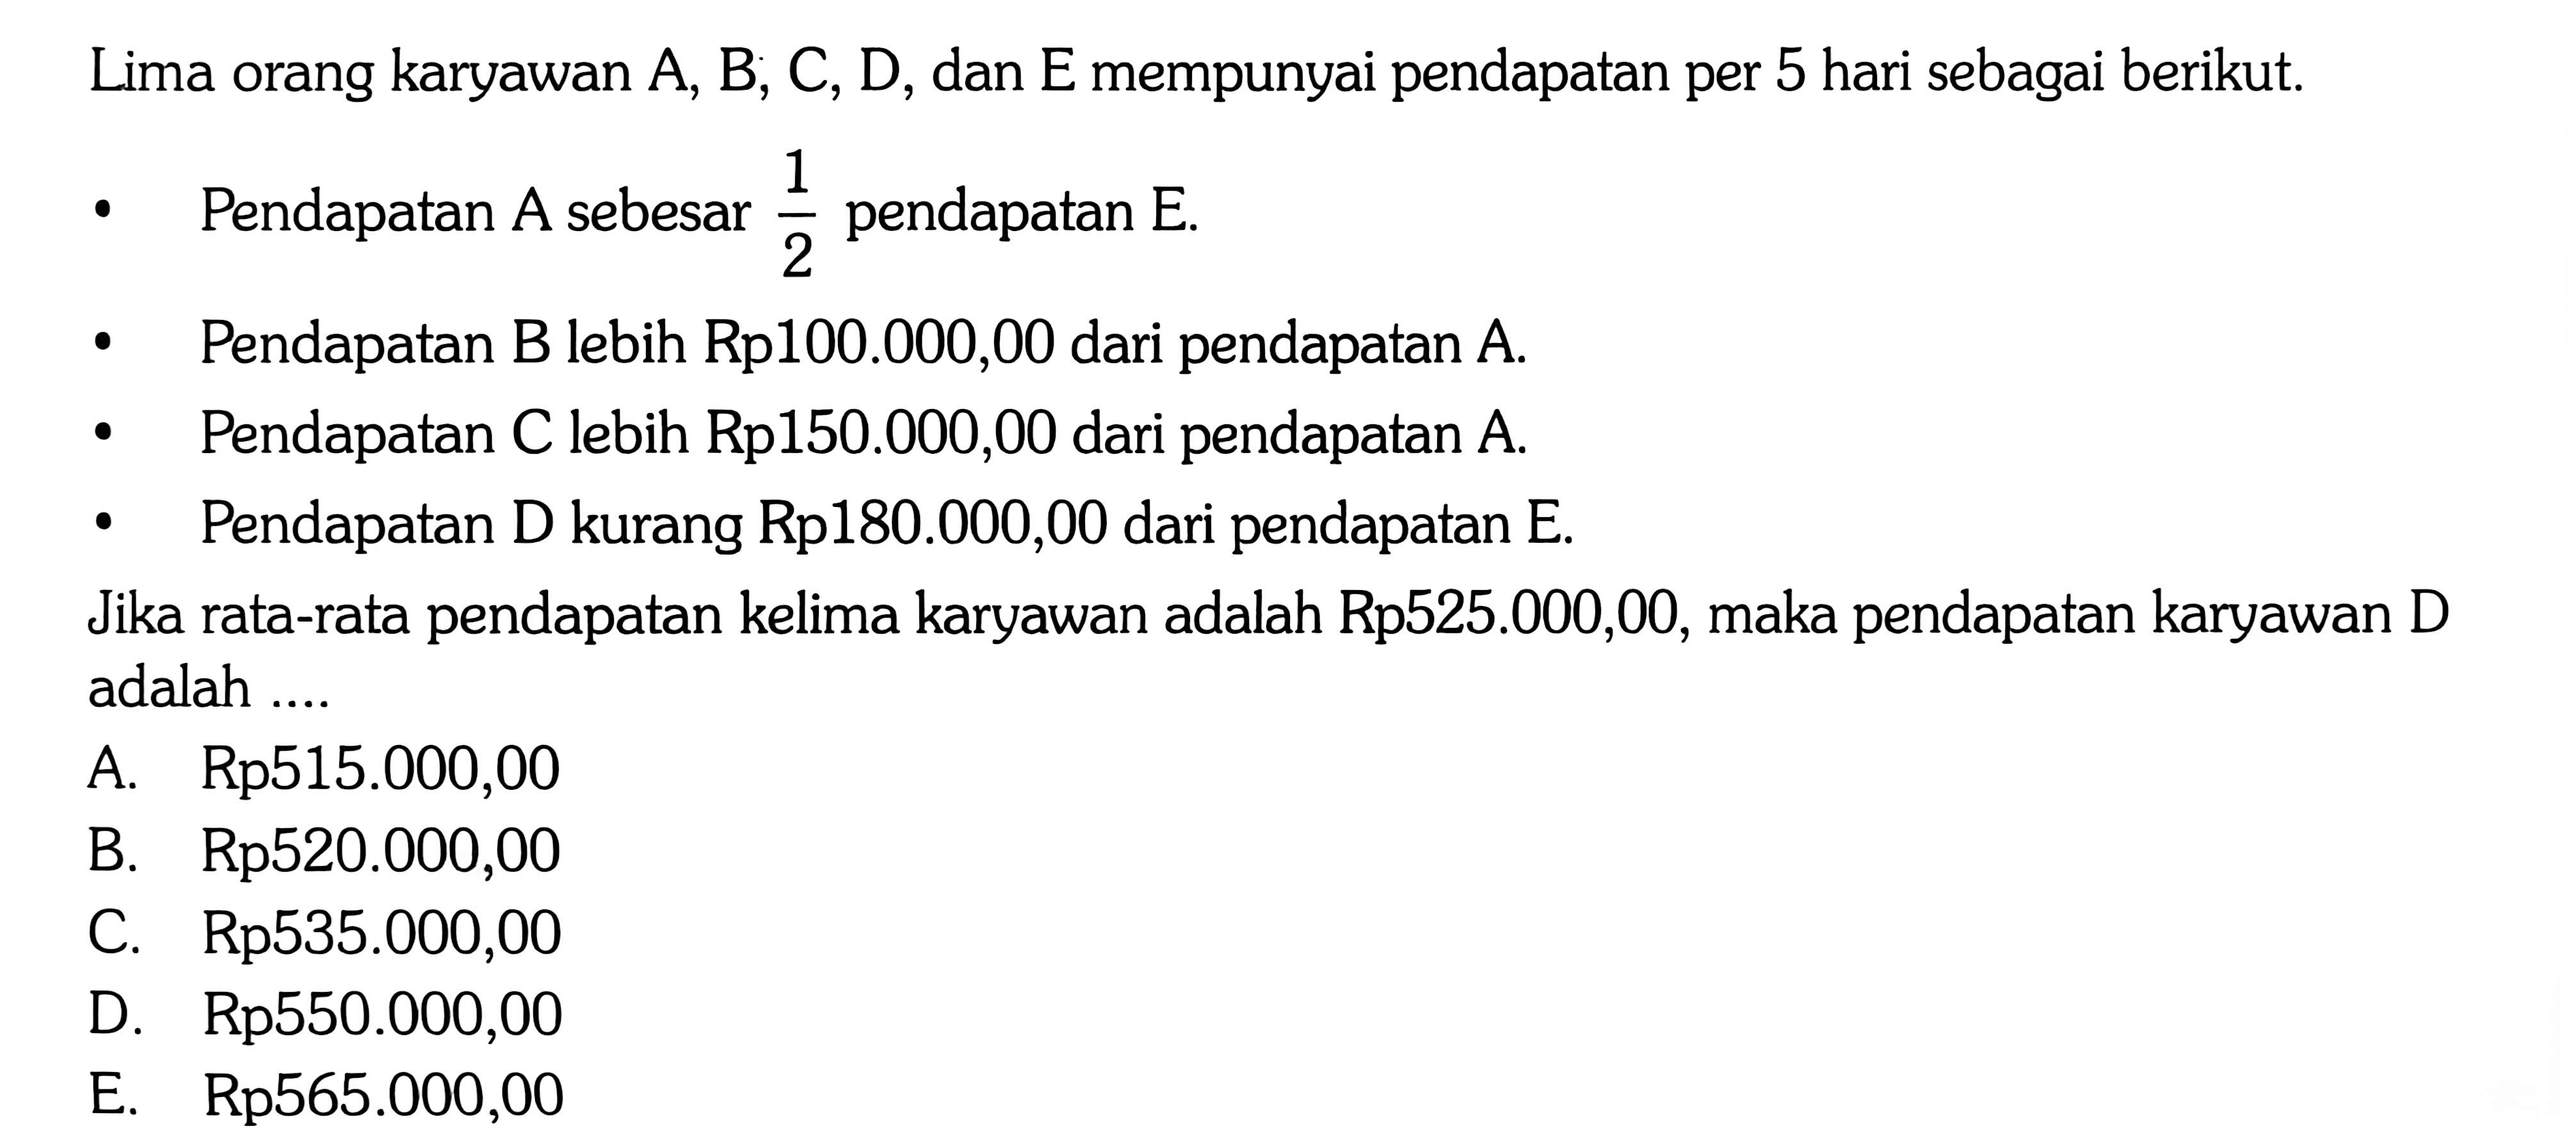 Lima orang karyawan A, B, C, D, dan E mempunyai pendapatan per 5 hari sebagai berikut.
• Pendapatan A sebesar 1/2 pendapatan E.
• Pendapatan B lebih Rp100.000,00 dari pendapatan A.
• Pendapatan C lebih Rp150.000,00 dari pendapatan A.
• Pendapatan D kurang Rp180.000,00 dari pendapatan E.
Jika rata-rata pendapatan kelima karyawan adalah Rp525.000,00, maka pendapatan karyawan D
adalah ....
A. Rp515.000,00
B. Rp520.000,00
C. Rp535.000,00
D. Rp550.000,00
E. Rp565.000,00